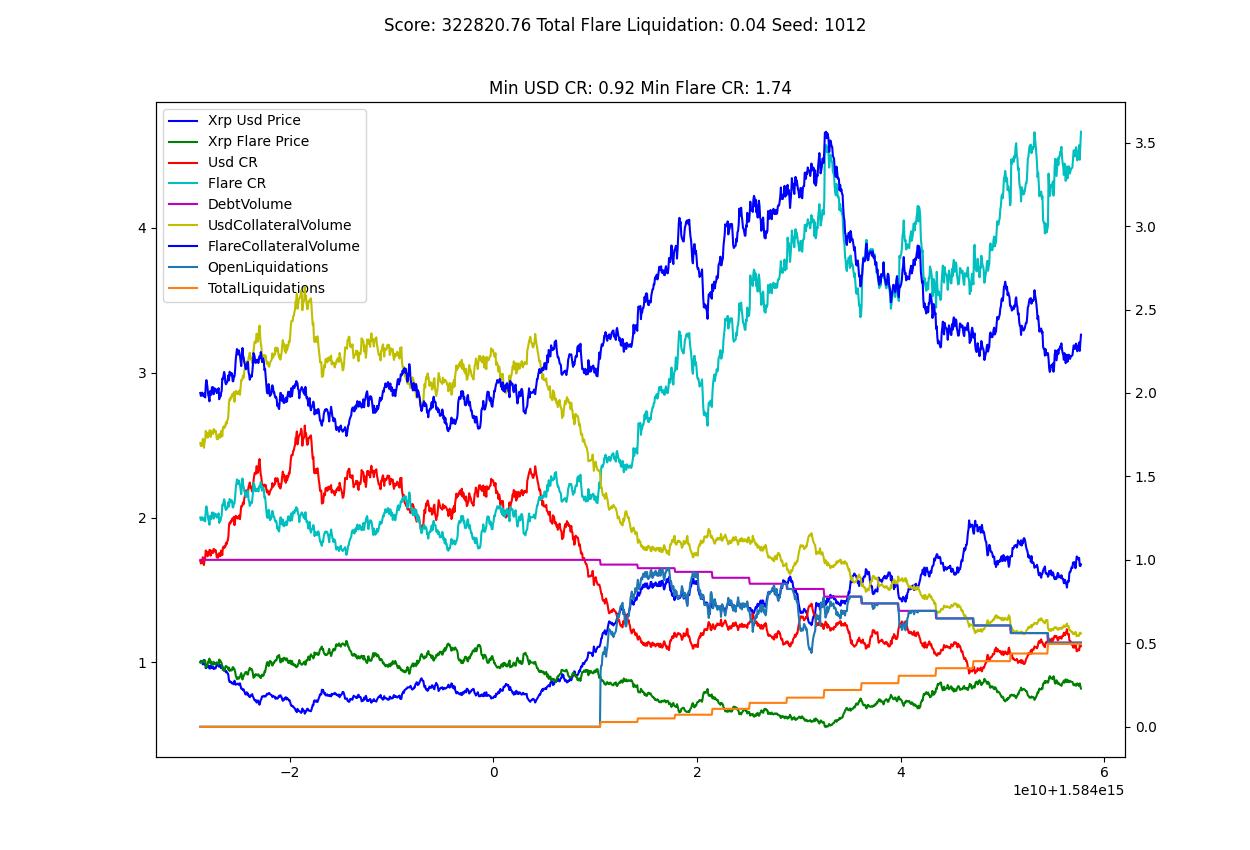 Score: 322820.76 Total Flare Liquidation: 0.04 Seed: 1012
Min USD CR: 0.92 Min Flare CR: 1.74
Xrp Usd Price
Xrp Flare Price
Usd CR
Flare CR
DebtVolume
UsdCollateralVolume
FlareCollateralVolume
OpenLiquidations
TotalLiquidations
4
3
2
1
3.5
3.0
2.5
2.0
1.5
1.0
0.5
0.0
−2
0
2
4
6
1e10+1.584e15